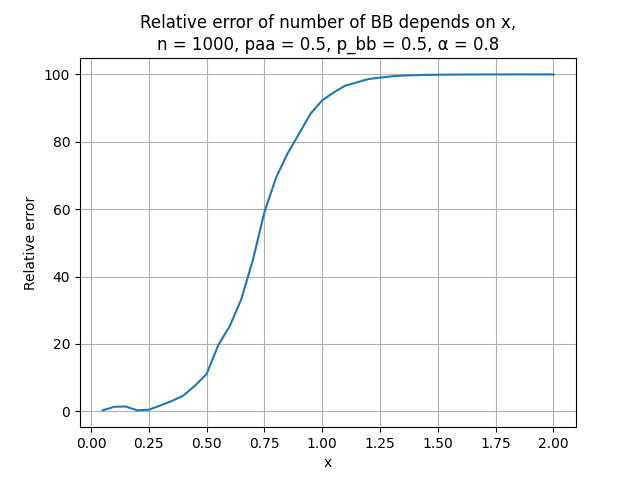 Relative error of number of BB depends on x,
n = 1000, paa = 0.5, p_bb = 0.5, α = 0.8
100
80
60
40
20
0
Relative error
0.00 0.25 0.50 0.75 1.00 1.25 1.50 1.75 2.00
x